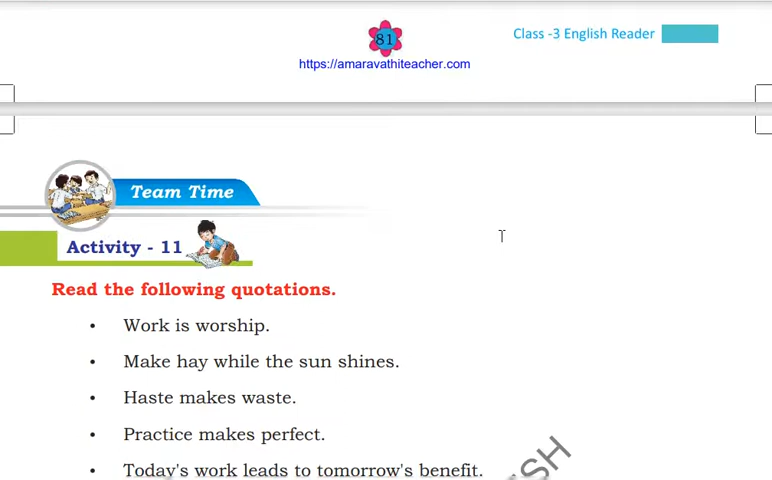 81
Class -3 English Reader
https://amaravathiteacher.com
Team Time
Activity - 11
Read the following quotations.
• Work is worship.
• Make hay while the sun shines.
• Haste makes waste.
• Practice makes perfect.
• Today's work leads to tomorrow's benefit.